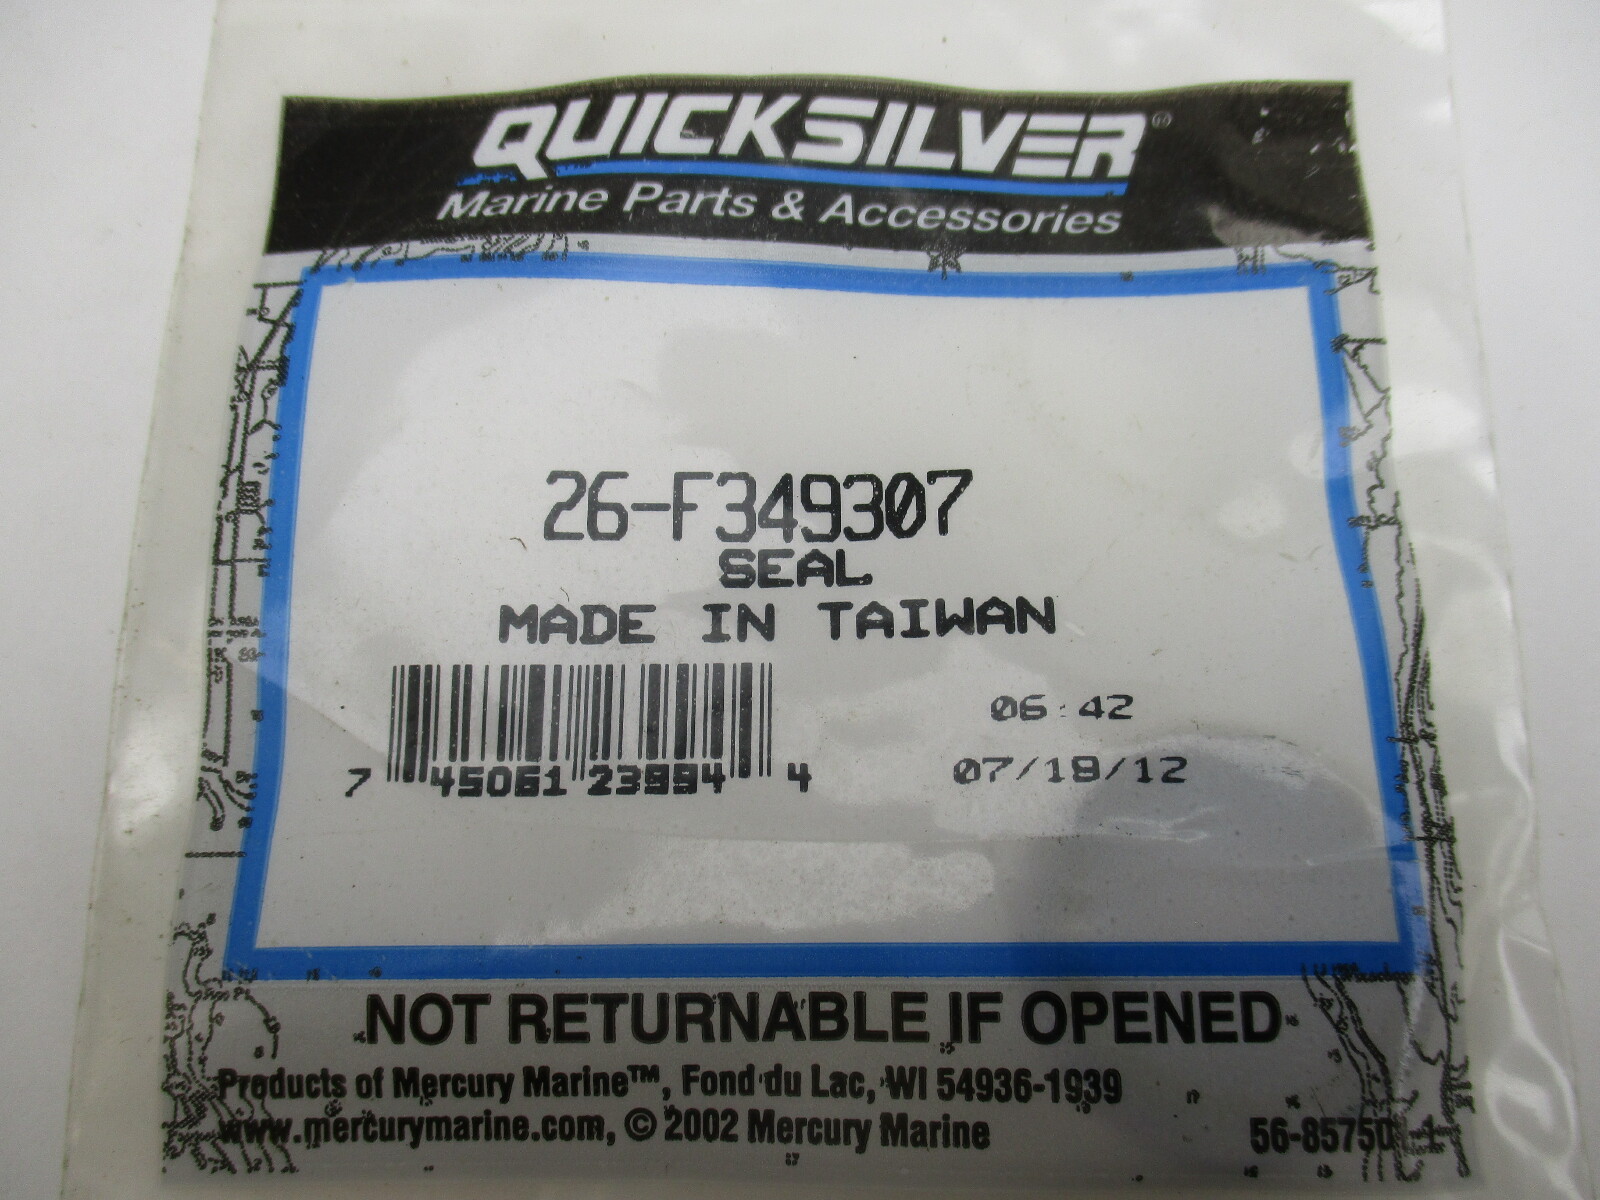 QUICKSILVER®
Marine Parts & Accessories
26-F349307
SEAL
MADE IN TAIWAN
06:42
7 45061 23994 4
07/18/12
NOT RETURNABLE IF OPENED
Products of Mercury Marine™, Fond du Lac, WI 54936-1939
www.mercurymarine.com, © 2002 Mercury Marine
56-85750